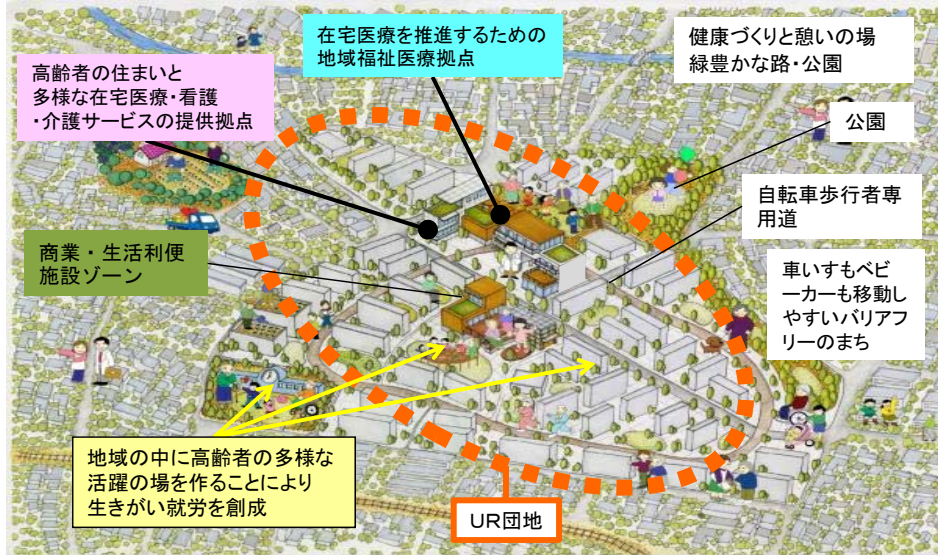 在宅医療を推進するための
地域福祉医療拠点
健康づくりと憩いの場
緑豊かな路・公園
高齢者の住まいと
多様な在宅医療・看護
・介護サービスの提供拠点
公園
自転車歩行者専
用道
商業・生活利便
施設ゾーン
車いすもベビ
ーカーも移動し
やすいバリアフ
リーのまち
地域の中に高齢者の多様な
活躍の場を作ることにより
生きがい就労を創成
UR団地